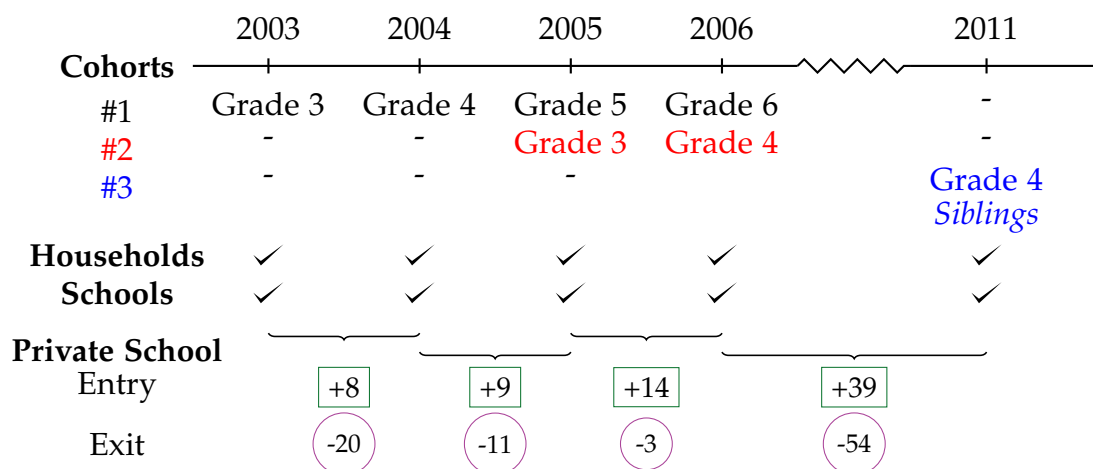 2003 2004 2005 2006 2011
Cohorts
#1 Grade 3 Grade 4 Grade 5 Grade 6 -
#2 - - Grade 3 Grade 4 -
#3 - - - Grade 4
Siblings
Households ✓ ✓ ✓ ✓ ✓
Schools ✓ ✓ ✓ ✓ ✓
Private School
Entry +8 +9 +14 +39
Exit -20 -11 -3 -54